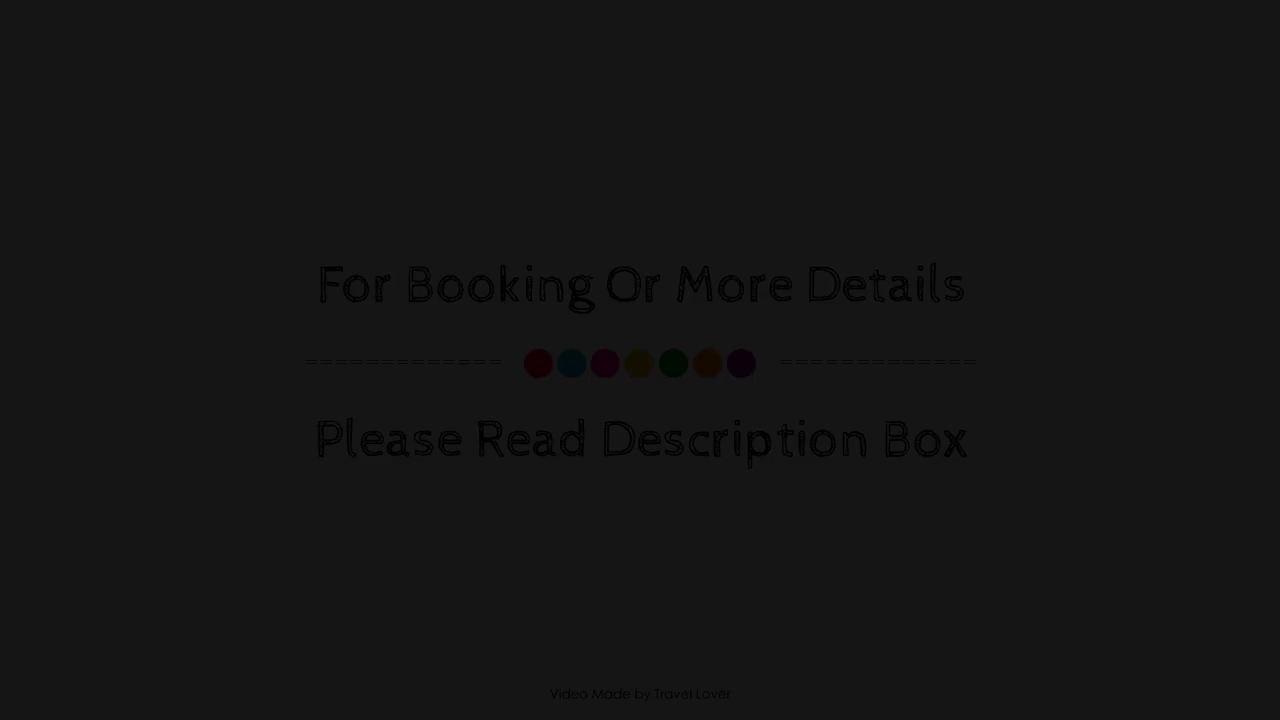 For Booking Or More Details
============= =============
Please Read Description Box
Video Made by Travel Lover